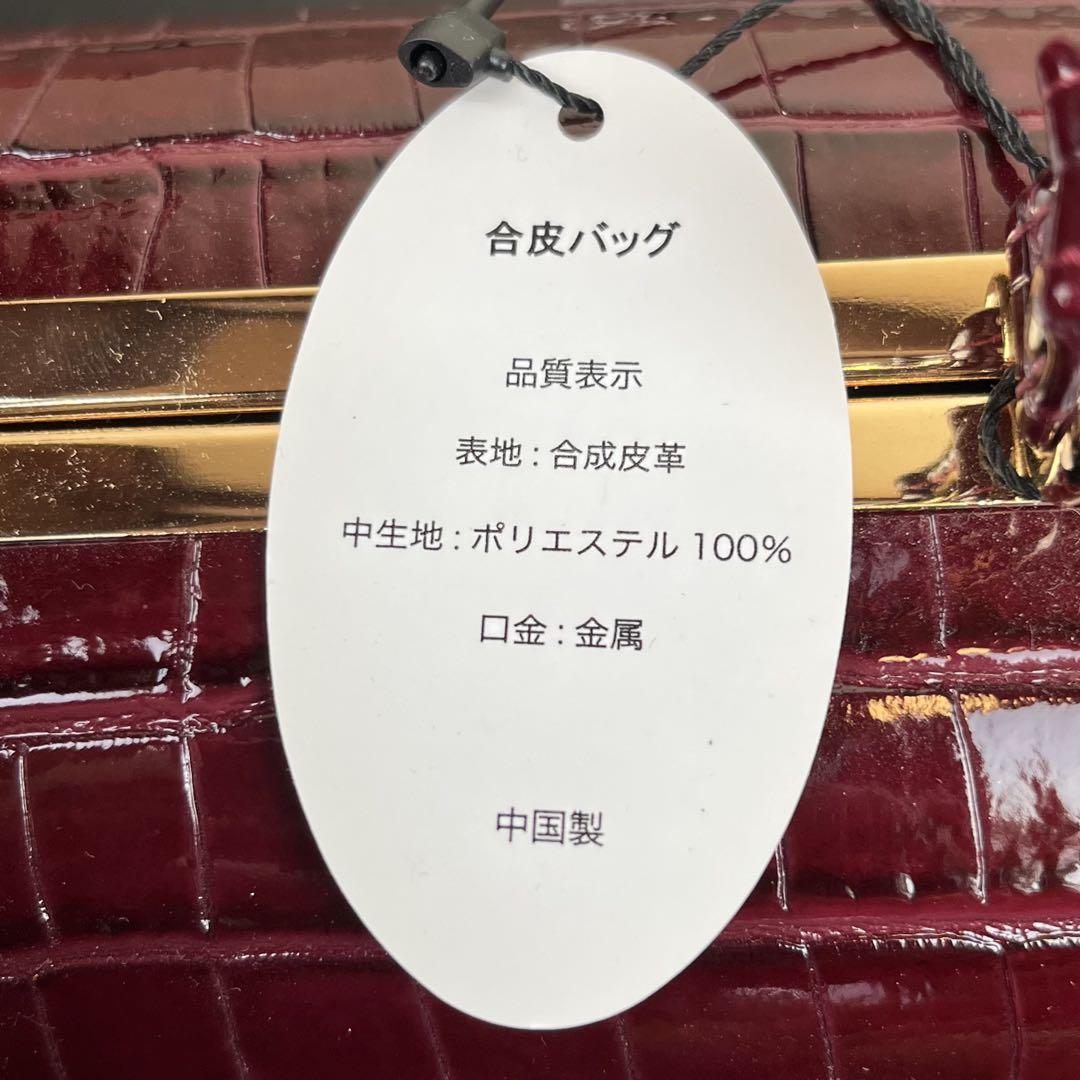 合皮バッグ
品質表示
表地 : 合成皮革
中生地 : ポリエステル 100%
口金 : 金属
中国製